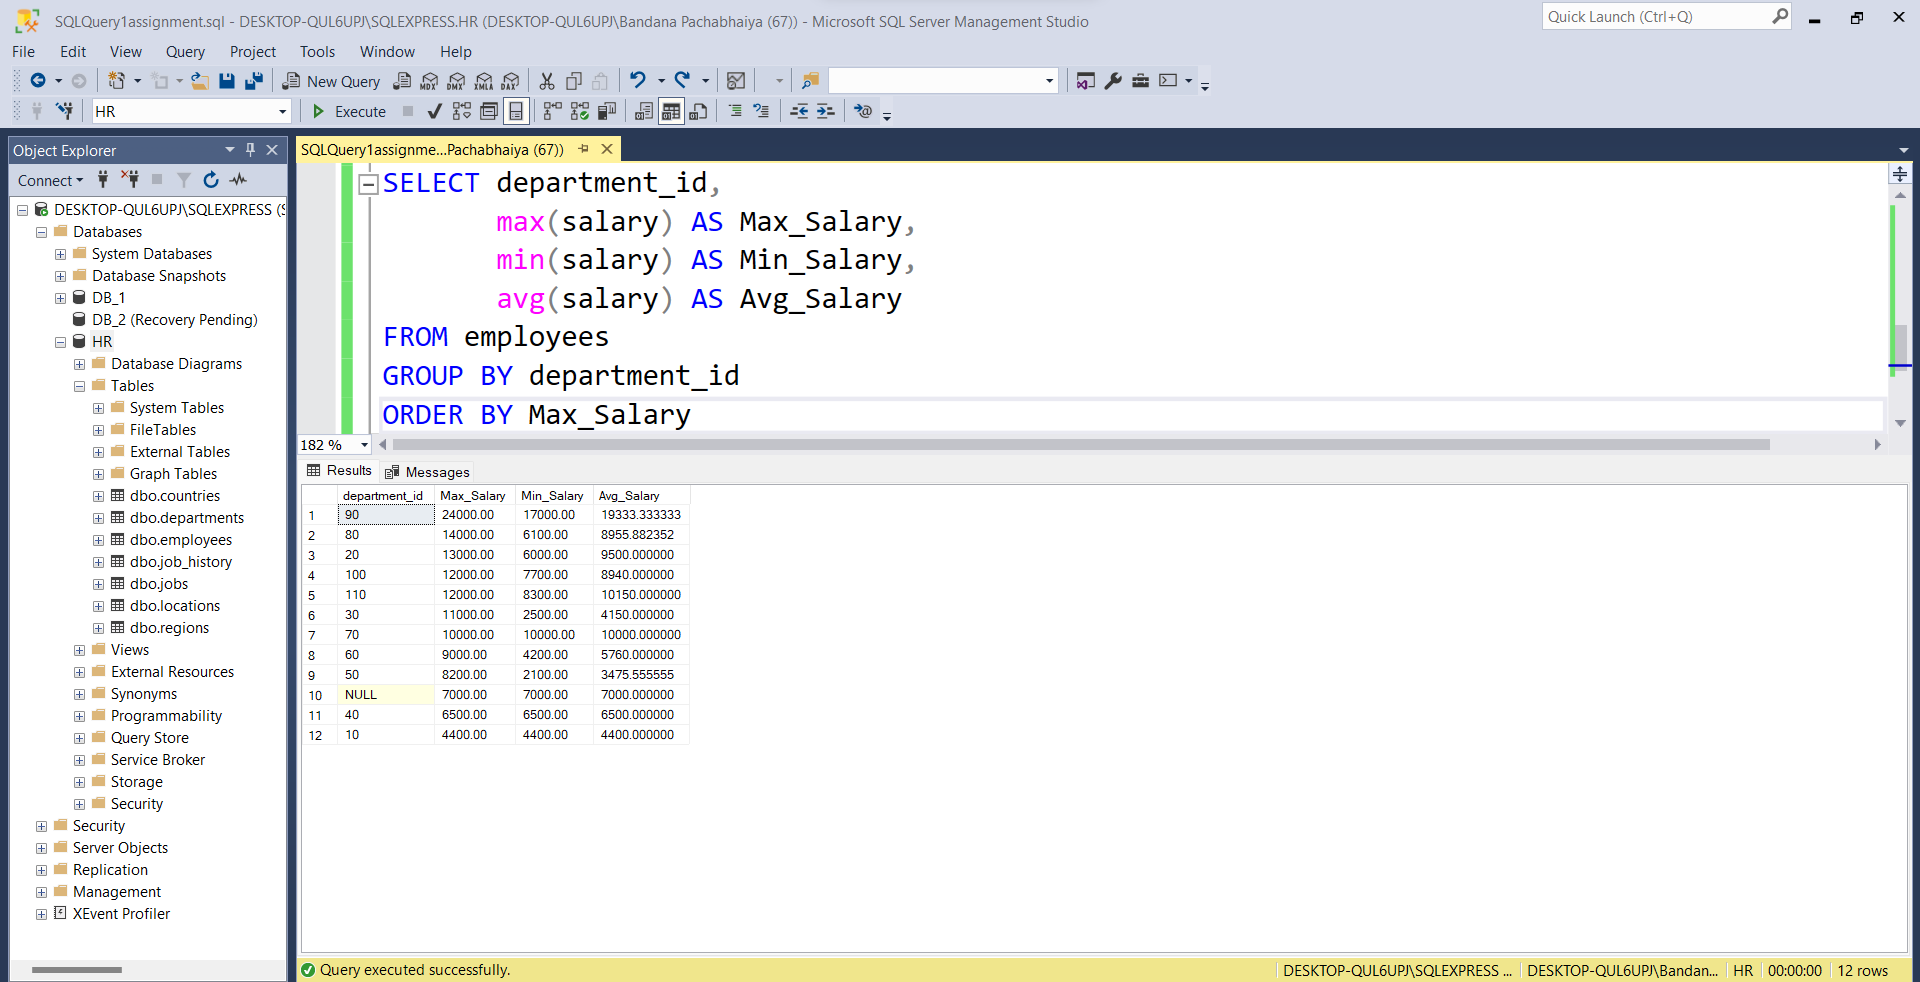 SQLQuery1assignment.sql - DESKTOP-QUL6UPJ\SQLEXPRESS.HR (DESKTOP-QUL6UPJ\Bandana Pachabhaiya (67)) - Microsoft SQL Server Management Studio
Quick Launch (Ctrl+Q)
File Edit View Query Project Tools Window Help
New Query MDX DMX XMLA DAX
HR Execute
Object Explorer
SQLQuery1assignme...Pachabhaiya (67))
Connect
DESKTOP-QUL6UPJ\SQLEXPRESS (S
Databases
System Databases
Database Snapshots
DB_1
DB_2 (Recovery Pending)
HR
Database Diagrams
Tables
System Tables
FileTables
External Tables
Graph Tables
dbo.countries
dbo.departments
dbo.employees
dbo.job_history
dbo.jobs
dbo.locations
dbo.regions
Views
External Resources
Synonyms
Programmability
Query Store
Service Broker
Storage
Security
Security
Server Objects
Replication
Management
XEvent Profiler
SELECT department_id,
max(salary) AS Max_Salary,
min(salary) AS Min_Salary,
avg(salary) AS Avg_Salary
FROM employees
GROUP BY department_id
ORDER BY Max_Salary
182 %
Results Messages
department_id Max_Salary Min_Salary Avg_Salary
1 90 24000.00 17000.00 19333.333333
2 80 14000.00 6100.00 8955.882352
3 20 13000.00 6000.00 9500.000000
4 100 12000.00 7700.00 8940.000000
5 110 12000.00 8300.00 10150.000000
6 30 11000.00 2500.00 4150.000000
7 70 10000.00 10000.00 10000.000000
8 60 9000.00 4200.00 5760.000000
9 50 8200.00 2100.00 3475.555555
10 NULL 7000.00 7000.00 7000.000000
11 40 6500.00 6500.00 6500.000000
12 10 4400.00 4400.00 4400.000000
Query executed successfully.
DESKTOP-QUL6UPJ\SQLEXPRESS ... DESKTOP-QUL6UPJ\Bandan... HR 00:00:00 12 rows